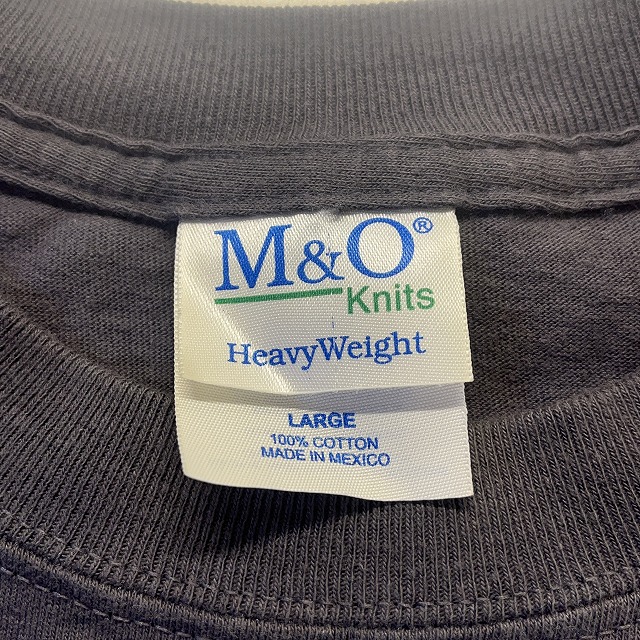 M&O®
Knits
HeavyWeight
LARGE
100% COTTON
MADE IN MEXICO